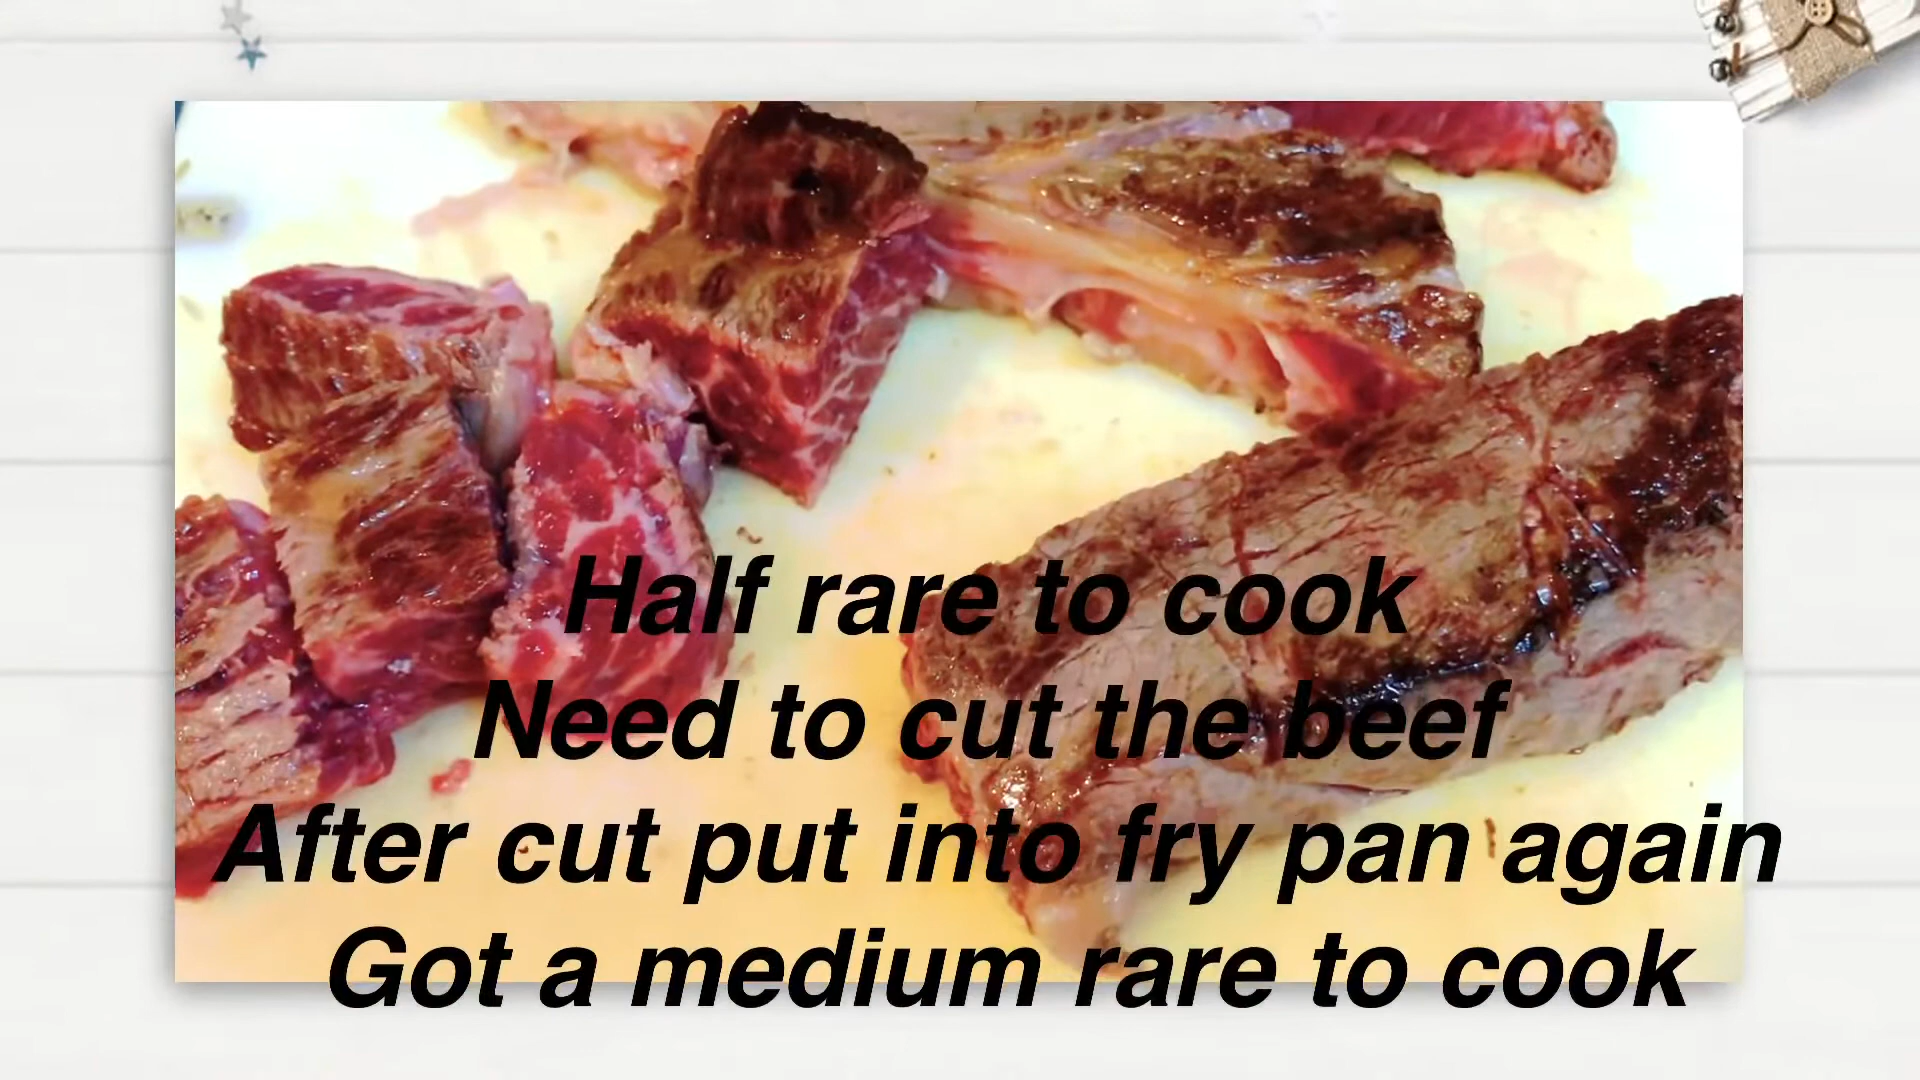 Half rare to cook
Need to cut the beef
After cut put into fry pan again
Got a medium rare to cook